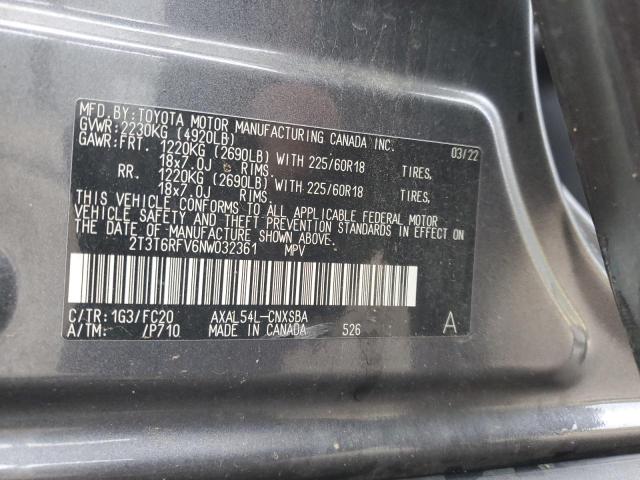 MFD. BY: TOYOTA MOTOR MANUFACTURING CANADA INC.
GVWR: 2230KG (4920LB) 03/22
GAWR: FRT. 1220KG (2690LB) WITH 225/60R18 TIRES,
18x7.0J RIMS.
RR. 1220KG (2690LB) WITH 225/60R18 TIRES,
18x7.0J RIMS.
THIS VEHICLE CONFORMS TO ALL APPLICABLE FEDERAL MOTOR
VEHICLE SAFETY AND THEFT PREVENTION STANDARDS IN EFFECT ON
THE DATE OF MANUFACTURE SHOWN ABOVE.
2T3T6RFV6NW032361 MPV
C/TR: 1G3/FC20 AXAL54L-CNXSBA
A/TM: /P710 MADE IN CANADA 526 A